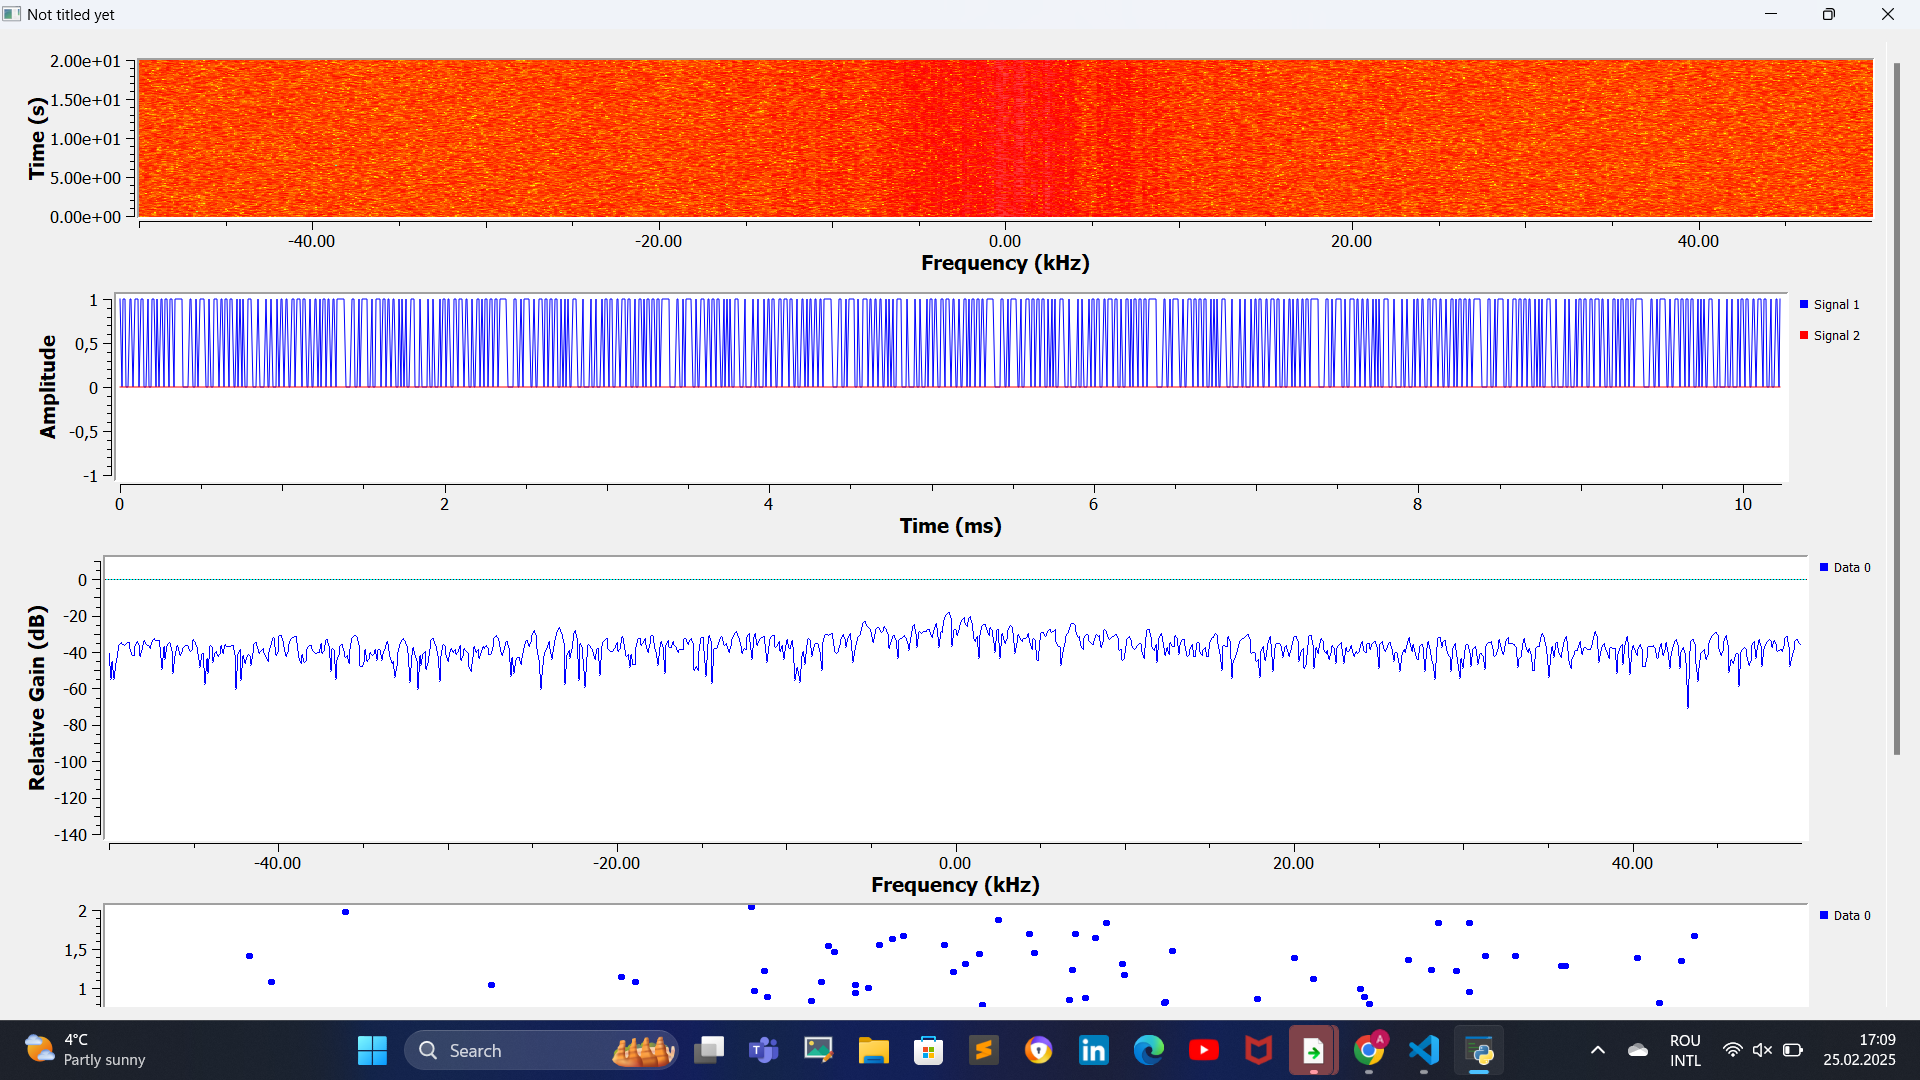 Not titled yet
2.00e+01
1.50e+01
1.00e+01
5.00e+00
0.00e+00
Time (s)
-40.00 -20.00 0.00 20.00 40.00
Frequency (kHz)
1
0,5
0
-0,5
-1
Amplitude
Signal 1
Signal 2
0 2 4 6 8 10
Time (ms)
0
-20
-40
-60
-80
-100
-120
-140
Relative Gain (dB)
Data 0
-40.00 -20.00 0.00 20.00 40.00
Frequency (kHz)
2
1,5
1
Data 0
4°C
Partly sunny
Search
A
ROU
INTL
17:09
25.02.2025